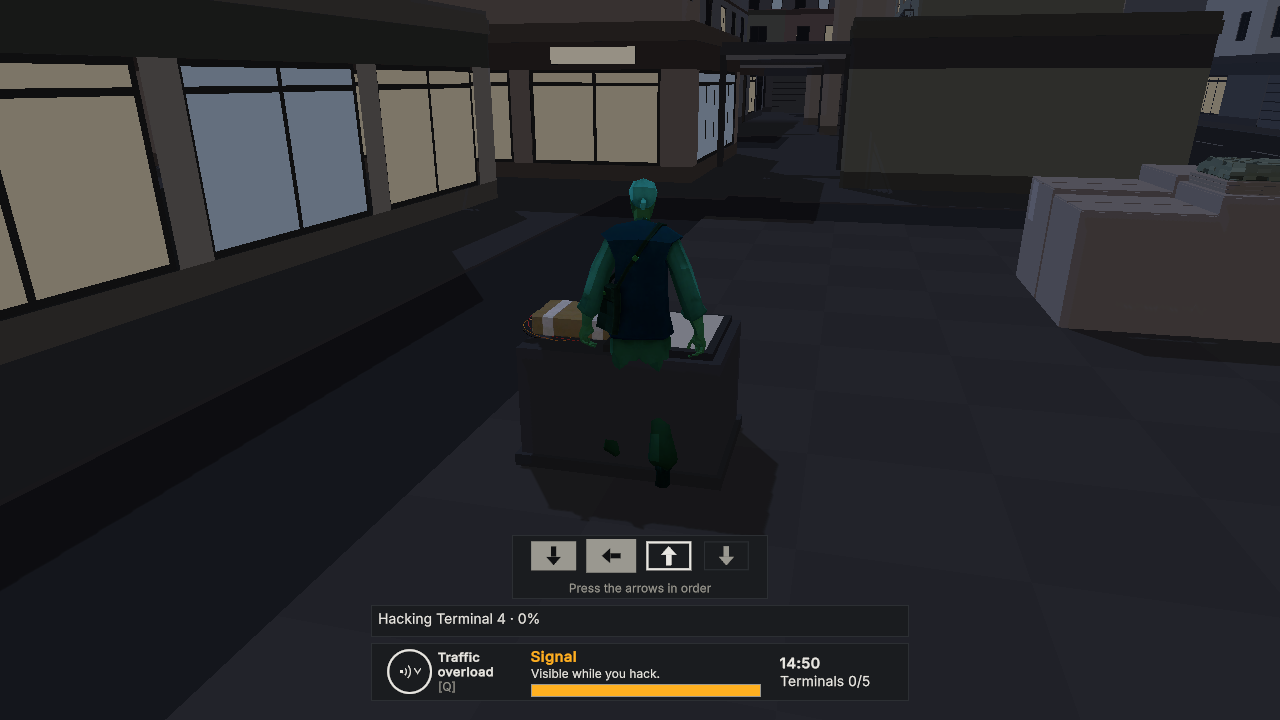 Press the arrows in order
Hacking Terminal 4 · 0%
Traffic
overload
[Q]
Signal
Visible while you hack.
14:50
Terminals 0/5